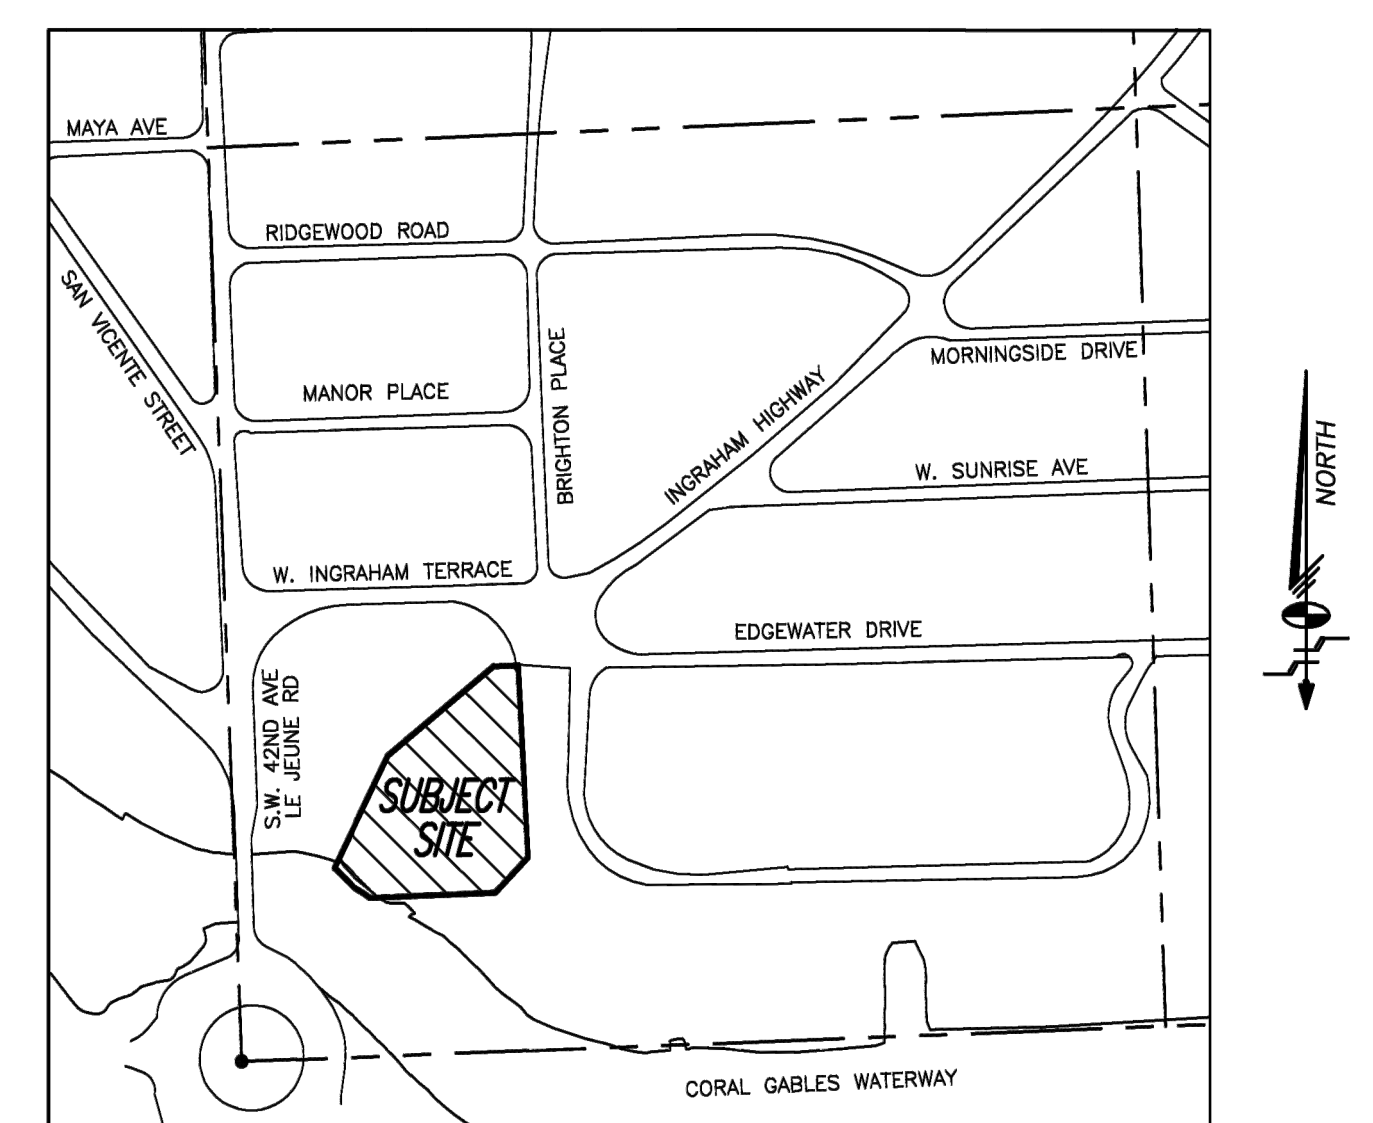 MAYA AVE
RIDGEWOOD ROAD
SAN VICENTE STREET
MANOR PLACE
BRIGHTON PLACE
INGRAHAM HIGHWAY
MORNINGSIDE DRIVE
W. SUNRISE AVE
NORTH
W. INGRAHAM TERRACE
EDGEWATER DRIVE
S.W. 42ND AVE
LE JEUNE RD
SUBJECT
SITE
CORAL GABLES WATERWAY